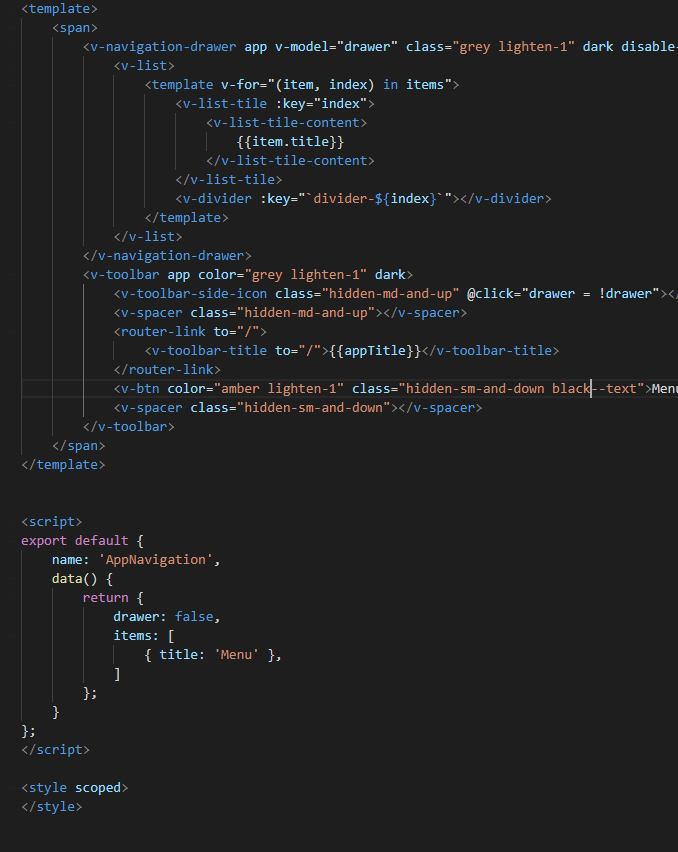 <template>
<span>
<v-navigation-drawer app v-model="drawer" class="grey lighten-1" dark disable-
<v-list>
<template v-for="(item, index) in items">
<v-list-tile :key="index">
<v-list-tile-content>
{{item.title}}
</v-list-tile-content>
</v-list-tile>
<v-divider :key="`divider-${index}`"></v-divider>
</template>
</v-list>
</v-navigation-drawer>
<v-toolbar app color="grey lighten-1" dark>
<v-toolbar-side-icon class="hidden-md-and-up" @click="drawer = !drawer"></
<v-spacer class="hidden-md-and-up"></v-spacer>
<router-link to="/">
<v-toolbar-title to="/">{{appTitle}}</v-toolbar-title>
</router-link>
<v-btn color="amber lighten-1" class="hidden-sm-and-down black--text">Menu
<v-spacer class="hidden-sm-and-down"></v-spacer>
</v-toolbar>
</span>
</template>
<script>
export default {
name: 'AppNavigation',
data() {
return {
drawer: false,
items: [
{ title: 'Menu' },
]
};
}
};
</script>
<style scoped>
</style>